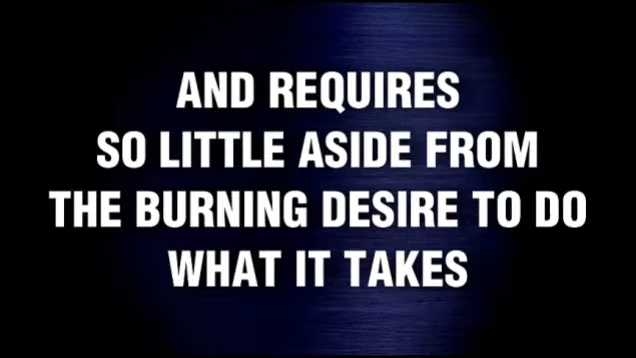 AND REQUIRES
SO LITTLE ASIDE FROM
THE BURNING DESIRE TO DO
WHAT IT TAKES